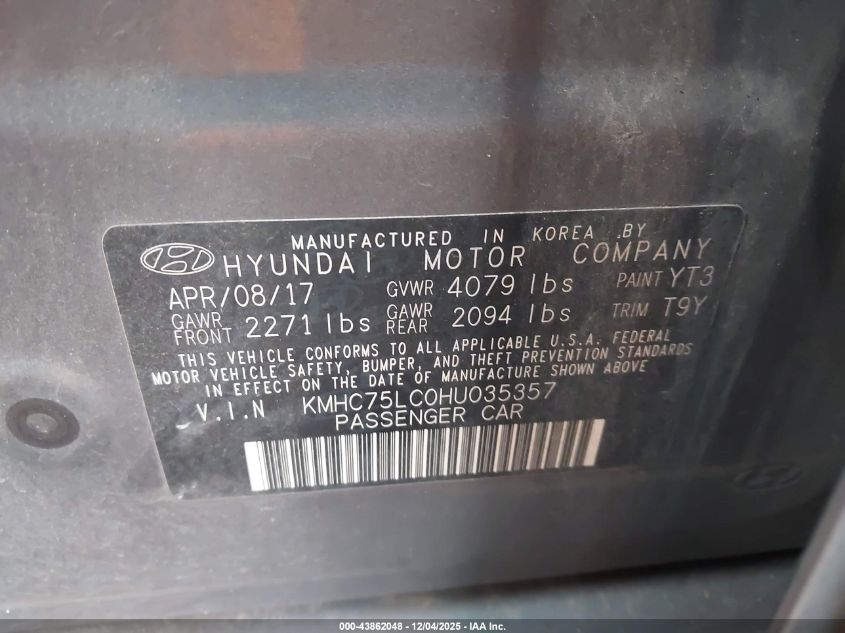 MANUFACTURED IN KOREA BY
HYUNDAI MOTOR COMPANY
APR/08/17 GVWR 4079 lbs PAINT YT3
GAWR FRONT 2271 lbs GAWR REAR 2094 lbs TRIM T9Y
THIS VEHICLE CONFORMS TO ALL APPLICABLE U.S.A. FEDERAL
MOTOR VEHICLE SAFETY, BUMPER, AND THEFT PREVENTION STANDARDS
IN EFFECT ON THE DATE OF MANUFACTURE SHOWN ABOVE
V.I.N KMHC75LC0HU035357
PASSENGER CAR
000-43862048 - 12/04/2025 - IAA Inc.